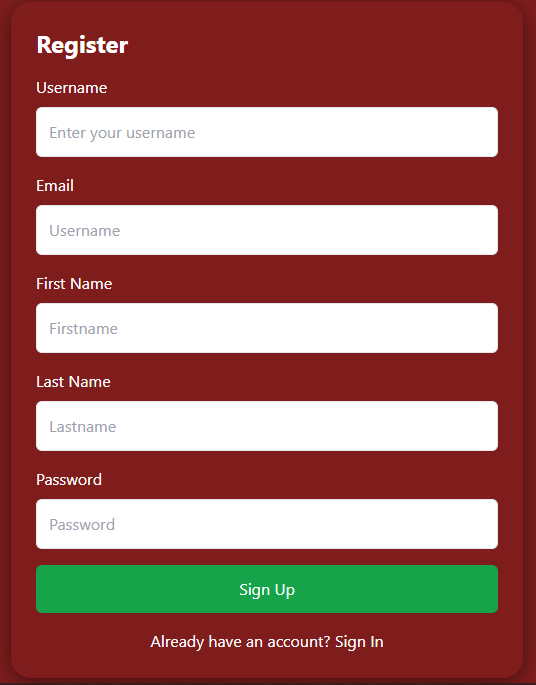 Register
Username
Enter your username
Email
Username
First Name
Firstname
Last Name
Lastname
Password
Password
Sign Up
Already have an account? Sign In